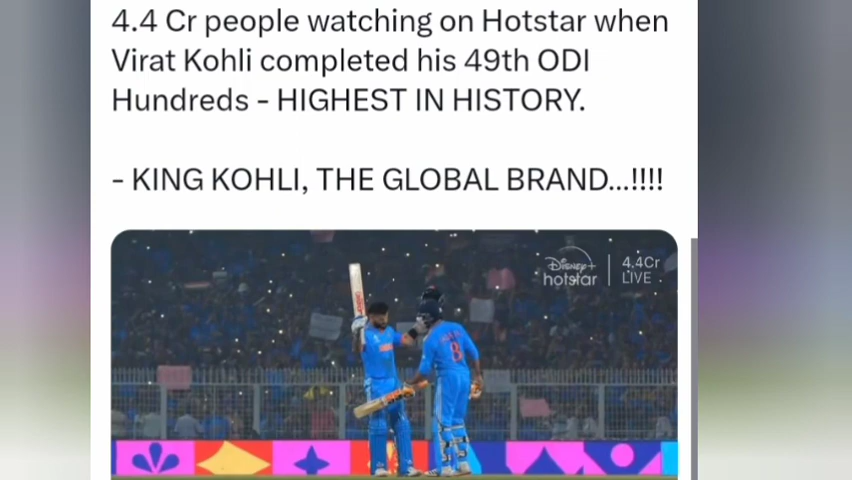 4.4 Cr people watching on Hotstar when
Virat Kohli completed his 49th ODI
Hundreds - HIGHEST IN HISTORY.
- KING KOHLI, THE GLOBAL BRAND...!!!!
Disney+
hotstar
4.4Cr
LIVE
8